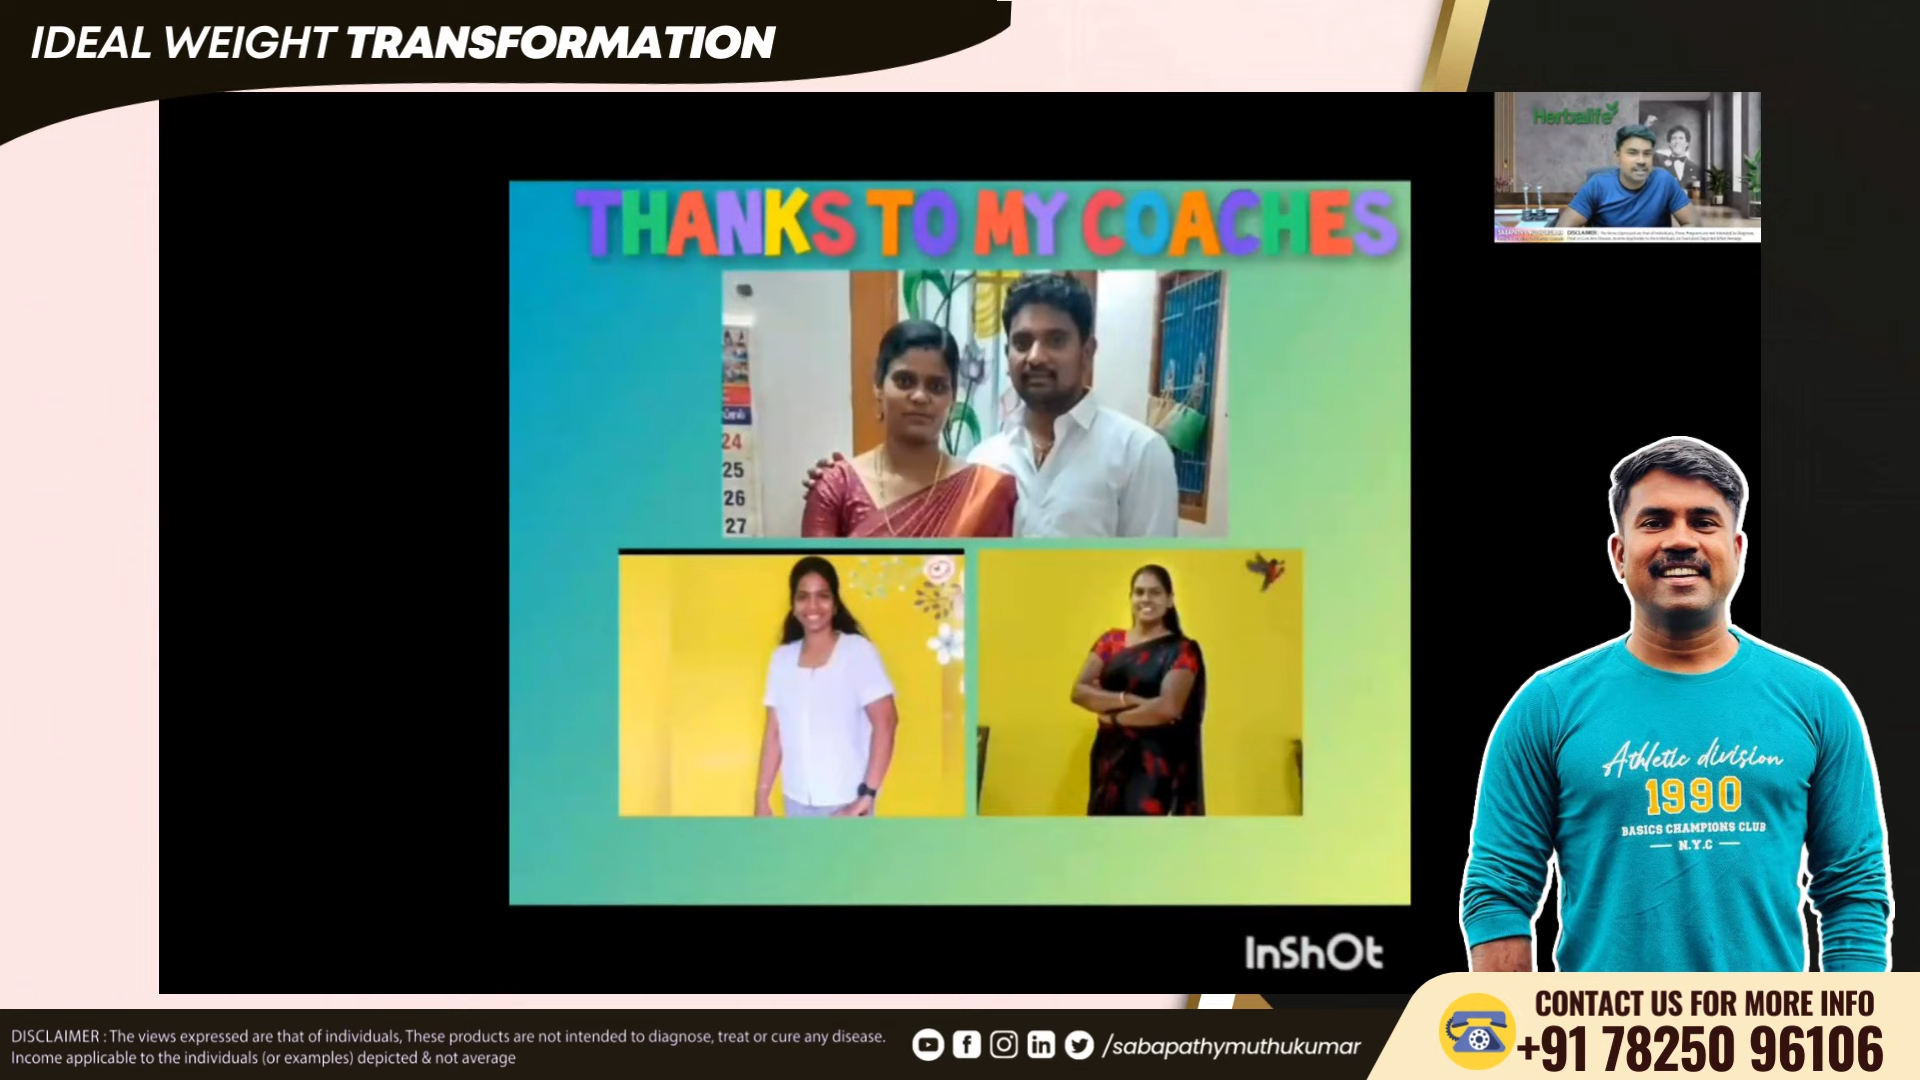 IDEAL WEIGHT TRANSFORMATION
Herbalife
THANKS TO MY COACHES
24
25
26
27
InShOt
Athletic division
1990
BASICS CHAMPIONS CLUB
N.Y.C
DISCLAIMER : The views expressed are that of individuals, These products are not intended to diagnose, treat or cure any disease.
Income applicable to the individuals (or examples) depicted & not average
/sabapathymuthukumar
CONTACT US FOR MORE INFO
+91 78250 96106